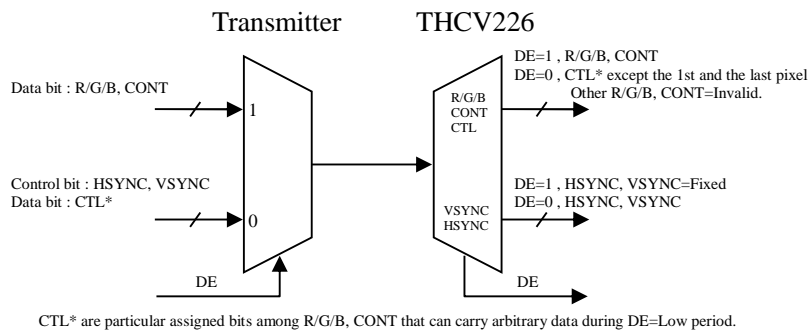 Transmitter THCV226
DE=1 , R/G/B, CONT
DE=0 , CTL* except the 1st and the last pixel
Other R/G/B, CONT=Invalid.
Data bit : R/G/B, CONT
1
R/G/B
CONT
CTL
Control bit : HSYNC, VSYNC
Data bit : CTL*
0
VSYNC
HSYNC
DE=1 , HSYNC, VSYNC=Fixed
DE=0 , HSYNC, VSYNC
DE
DE
CTL* are particular assigned bits among R/G/B, CONT that can carry arbitrary data during DE=Low period.